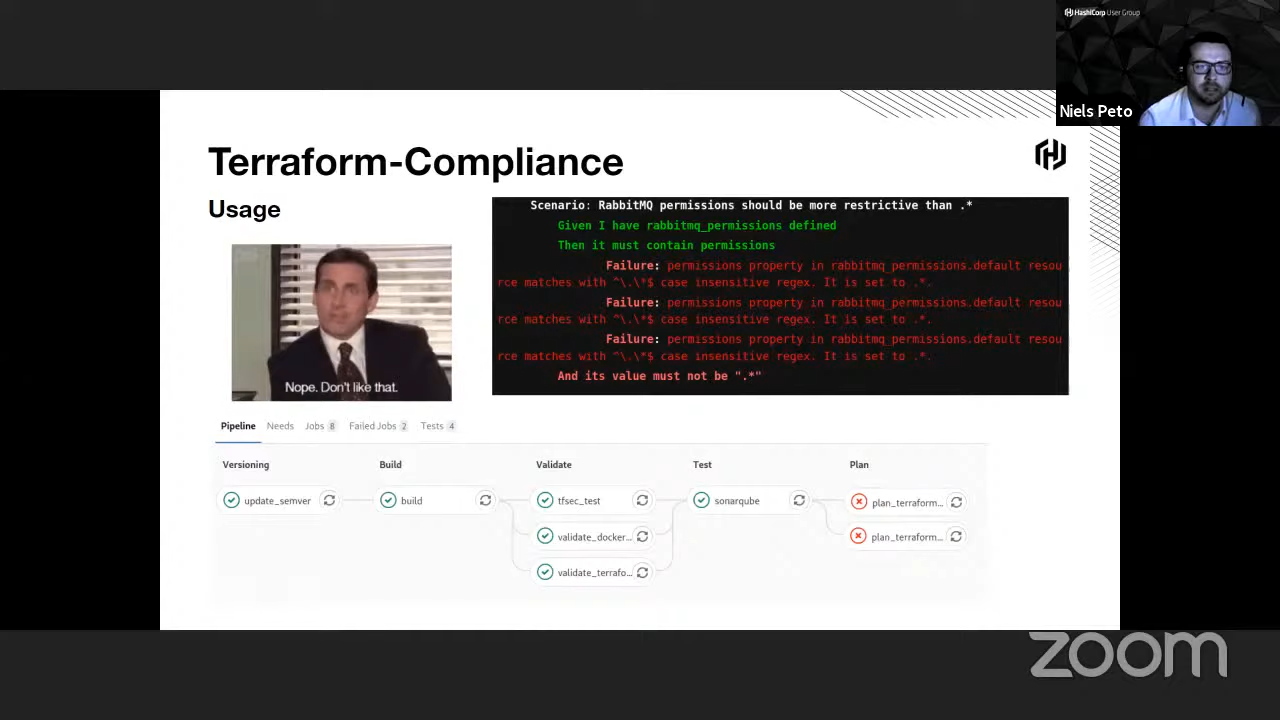 HashiCorp User Group
Niels Peto
Terraform-Compliance
Usage
Nope. Don't like that.
Scenario: RabbitMQ permissions should be more restrictive than .*
Given I have rabbitmq_permissions defined
Then it must contain permissions
Failure: permissions property in rabbitmq_permissions.default resou
rce matches with ^\.\*$ case insensitive regex. It is set to .*.
Failure: permissions property in rabbitmq_permissions.default resou
rce matches with ^\.\*$ case insensitive regex. It is set to .*.
Failure: permissions property in rabbitmq_permissions.default resou
rce matches with ^\.\*$ case insensitive regex. It is set to .*.
And its value must not be ".*"
Pipeline Needs Jobs 8 Failed Jobs 2 Tests 4
Versioning Build Validate Test Plan
update_semver build tfsec_test sonarqube plan_terraform...
validate_docker... plan_terraform...
validate_terrafo...
zoom